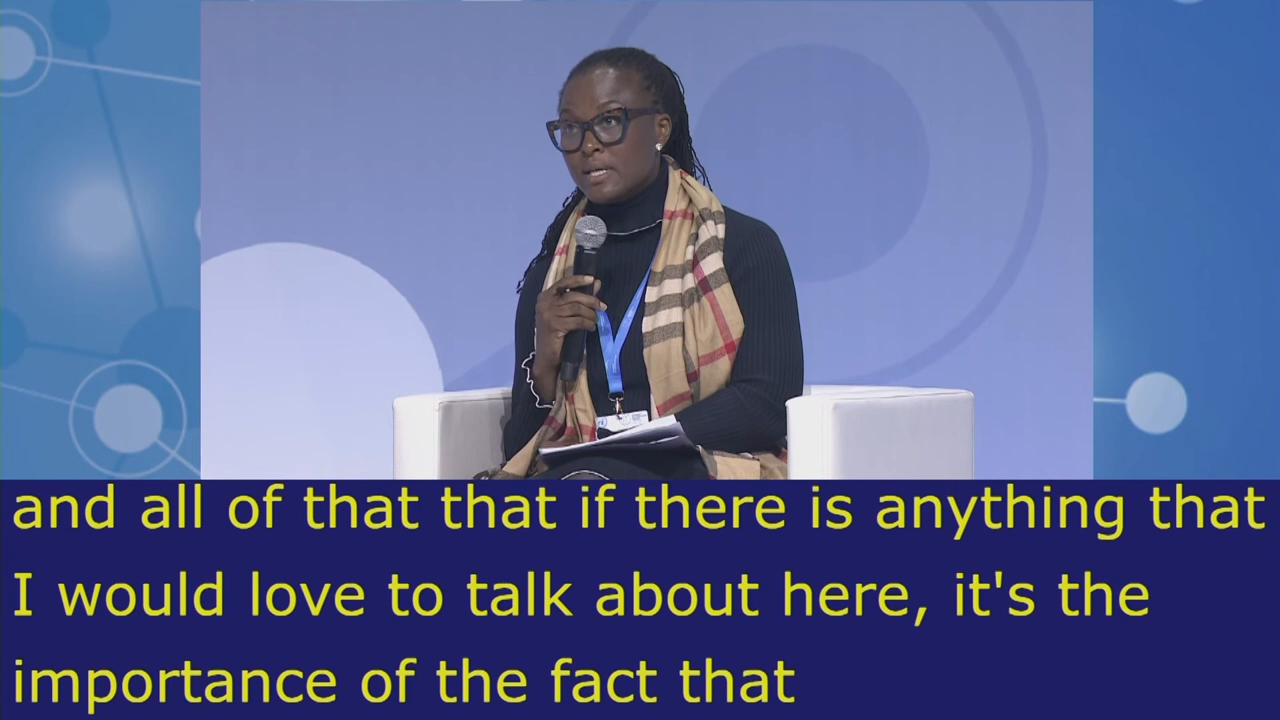 and all of that that if there is anything that
I would love to talk about here, it's the
importance of the fact that